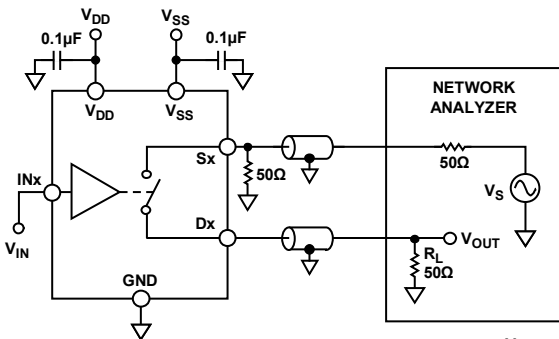 VDD
VSS
0.1µF
0.1µF
VDD
VSS
NETWORK
ANALYZER
Sx
50Ω
50Ω
INx
VS
Dx
VOUT
VIN
RL
50Ω
GND